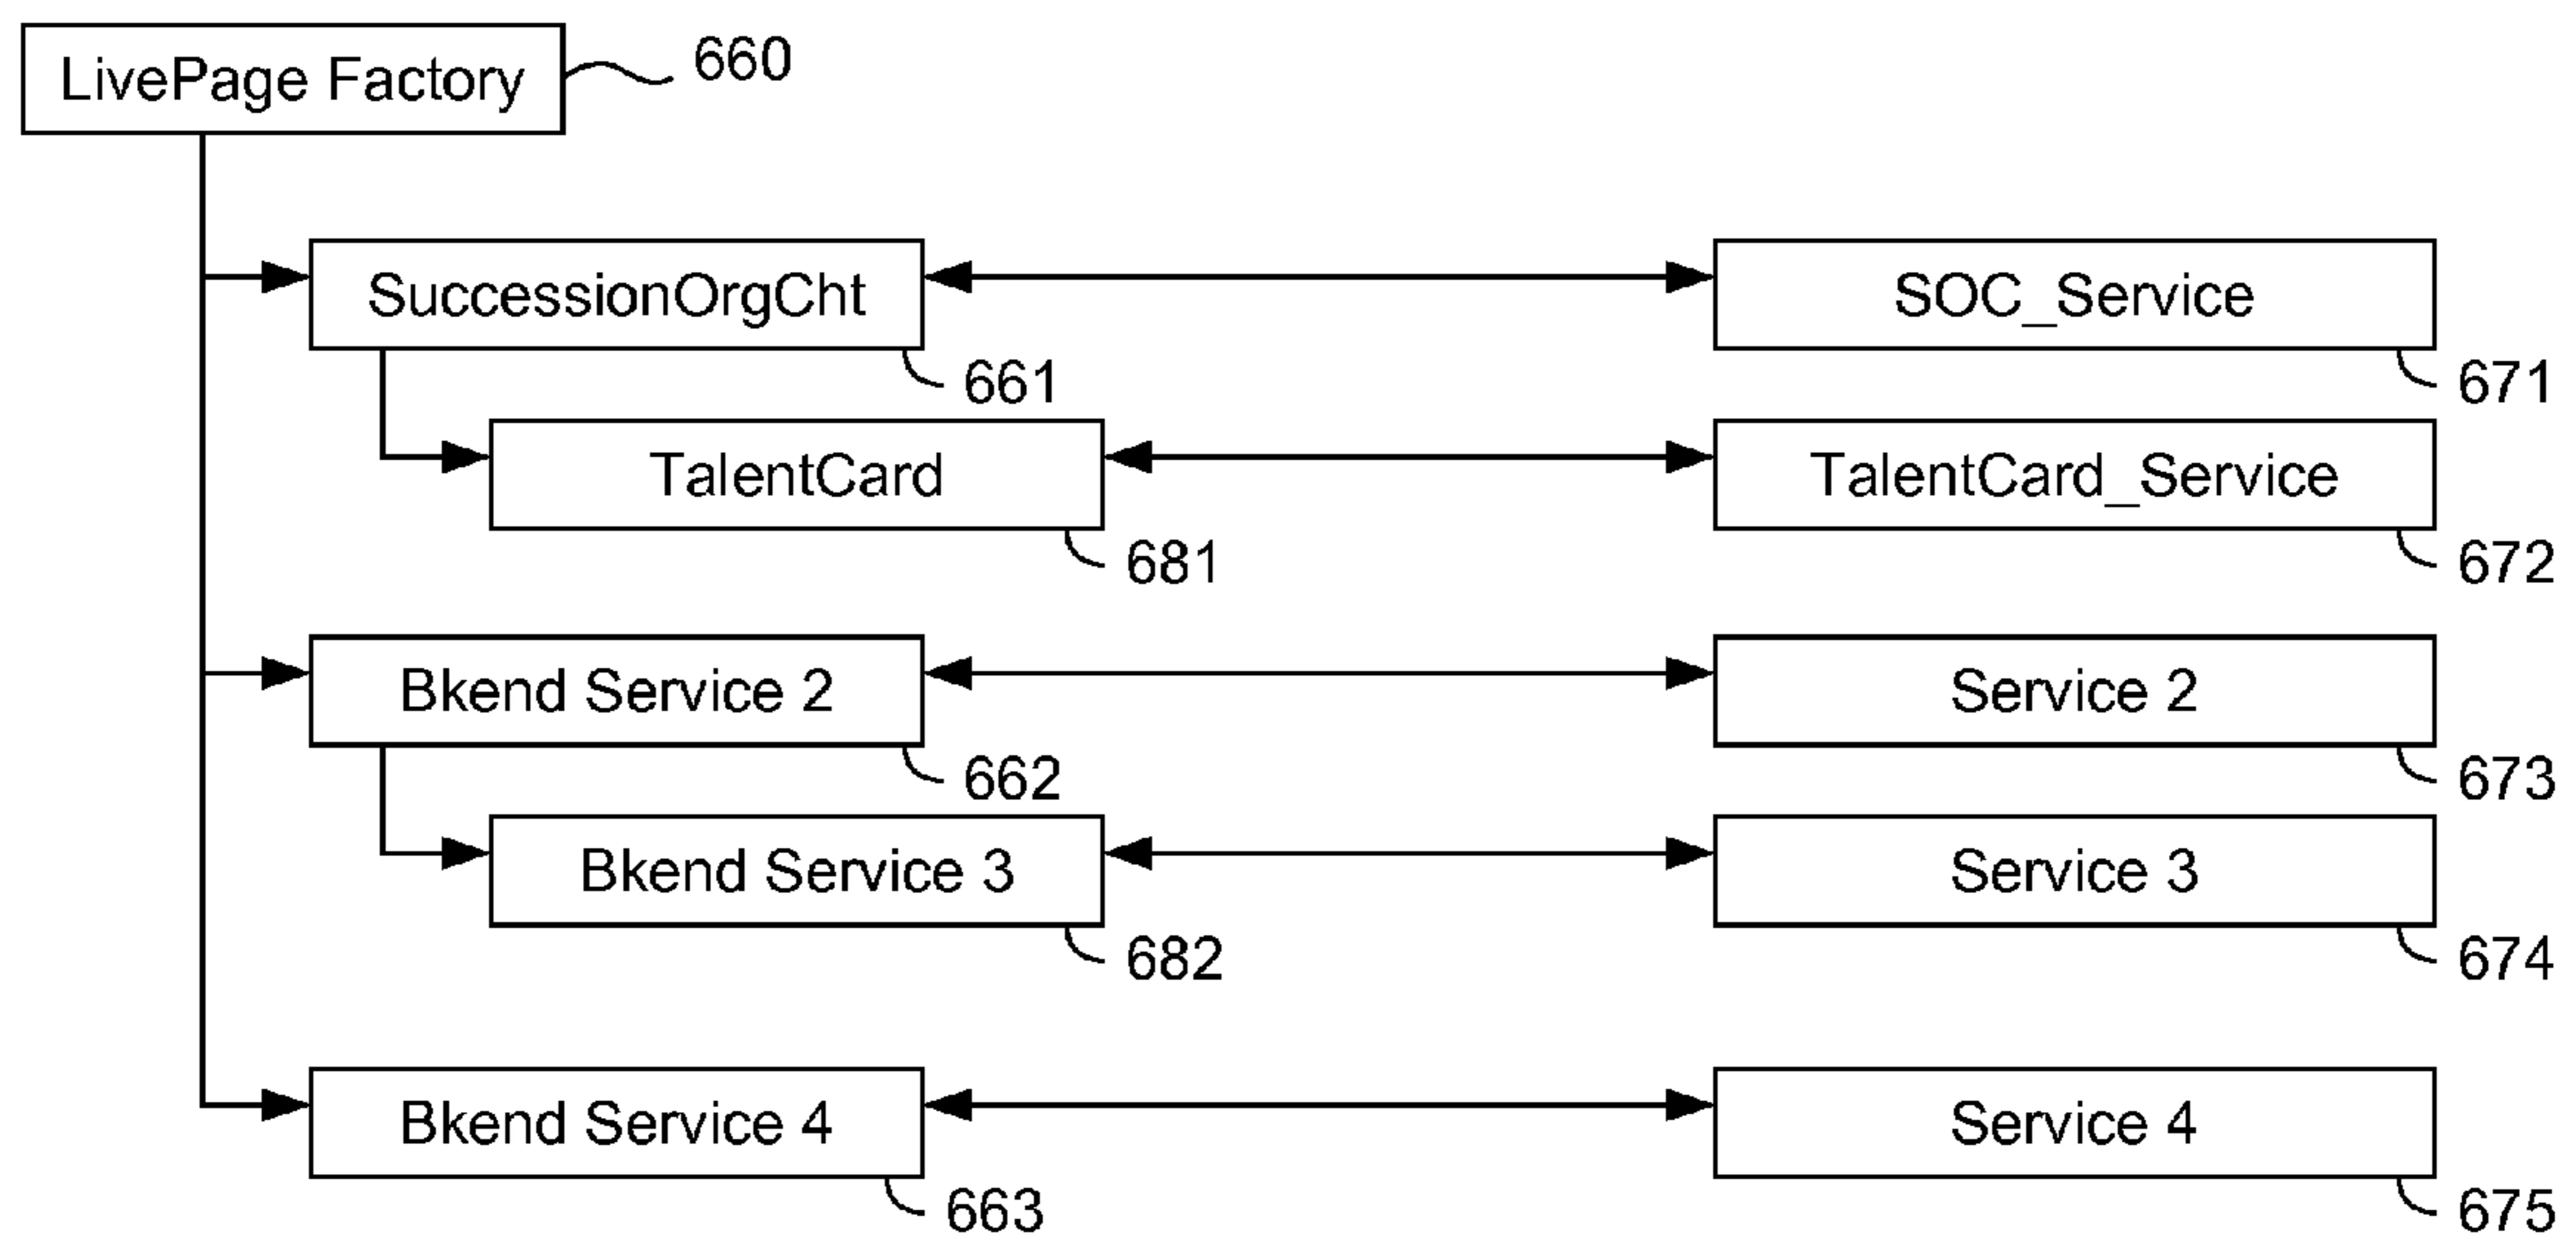 LivePage Factory
660
SuccessionOrgCht
SOC_Service
661
671
TalentCard
TalentCard_Service
681
672
Bkend Service 2
Service 2
662
673
Bkend Service 3
Service 3
682
674
Bkend Service 4
Service 4
663
675